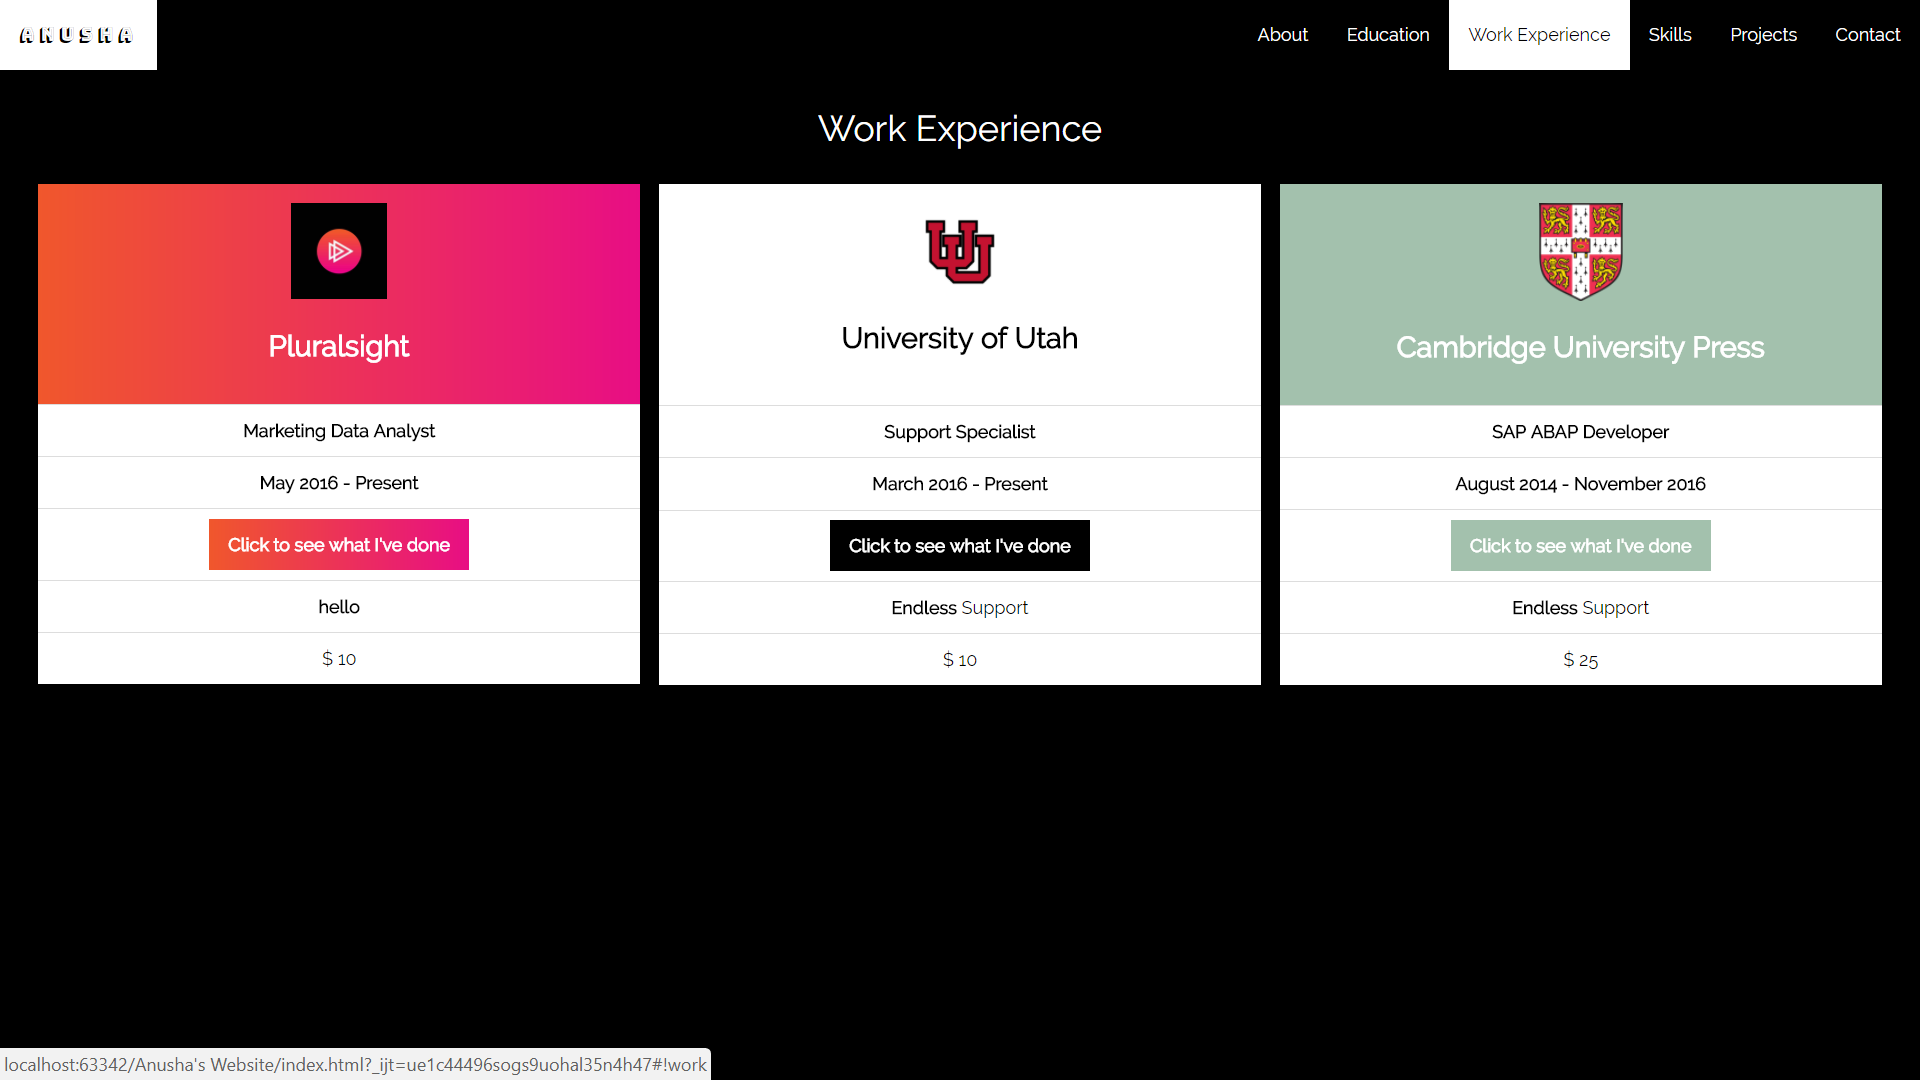 ANUSHA
About Education Work Experience Skills Projects Contact
Work Experience
Pluralsight
Marketing Data Analyst
May 2016 - Present
Click to see what I've done
hello
$ 10
University of Utah
Support Specialist
March 2016 - Present
Click to see what I've done
Endless Support
$ 10
Cambridge University Press
SAP ABAP Developer
August 2014 - November 2016
Click to see what I've done
Endless Support
$ 25
localhost:63342/Anusha's Website/index.html?_ijt=ue1c44496sogs9uohal35n4h47#!work